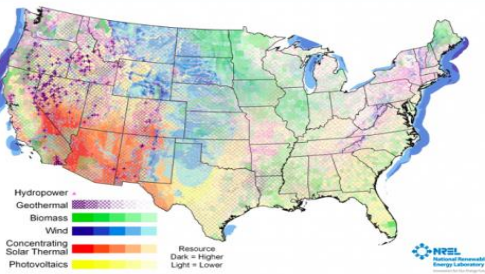 Hydropower
Geothermal
Biomass
Wind
Concentrating
Solar Thermal
Photovoltaics
Resource
Dark = Higher
Light = Lower
NREL
National Renewable
Energy Laboratory